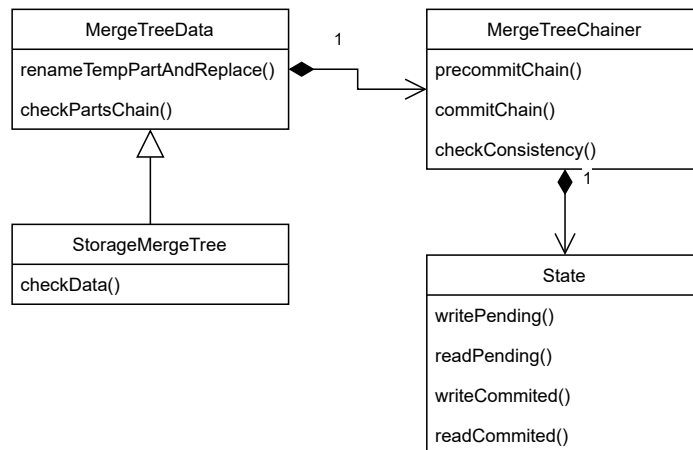 MergeTreeData
renameTempPartAndReplace()
checkPartsChain()
1
MergeTreeChainer
precommitChain()
commitChain()
checkConsistency()
1
StorageMergeTree
checkData()
State
writePending()
readPending()
writeCommited()
readCommited()